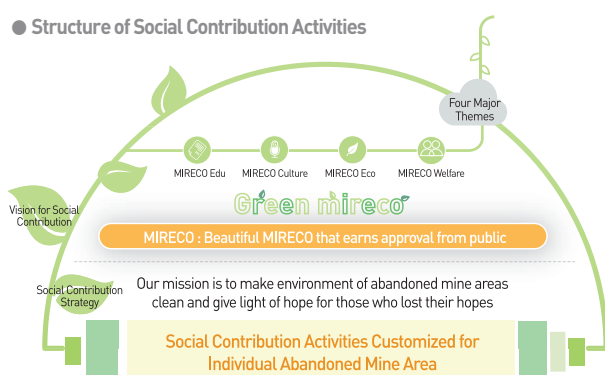 Structure of Social Contribution Activities
Four Major
Themes
MIRECO Edu
MIRECO Culture
MIRECO Eco
MIRECO Welfare
Green mireco
Vision for Social
Contribution
MIRECO : Beautiful MIRECO that earns approval from public
Social Contribution
Strategy
Our mission is to make environment of abandoned mine areas
clean and give light of hope for those who lost their hopes
Social Contribution Activities Customized for
Individual Abandoned Mine Area